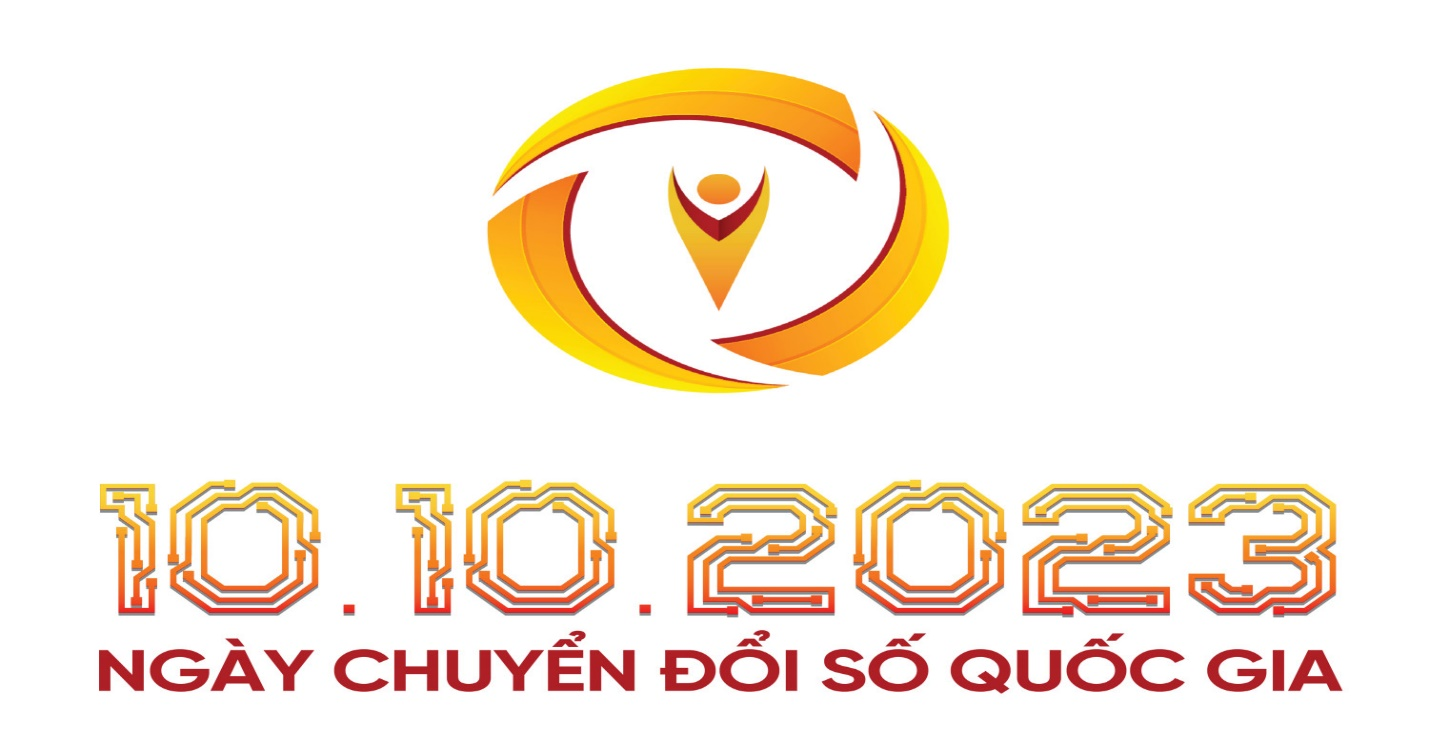 10.10.2023
NGÀY CHUYỂN ĐỔI SỐ QUỐC GIA